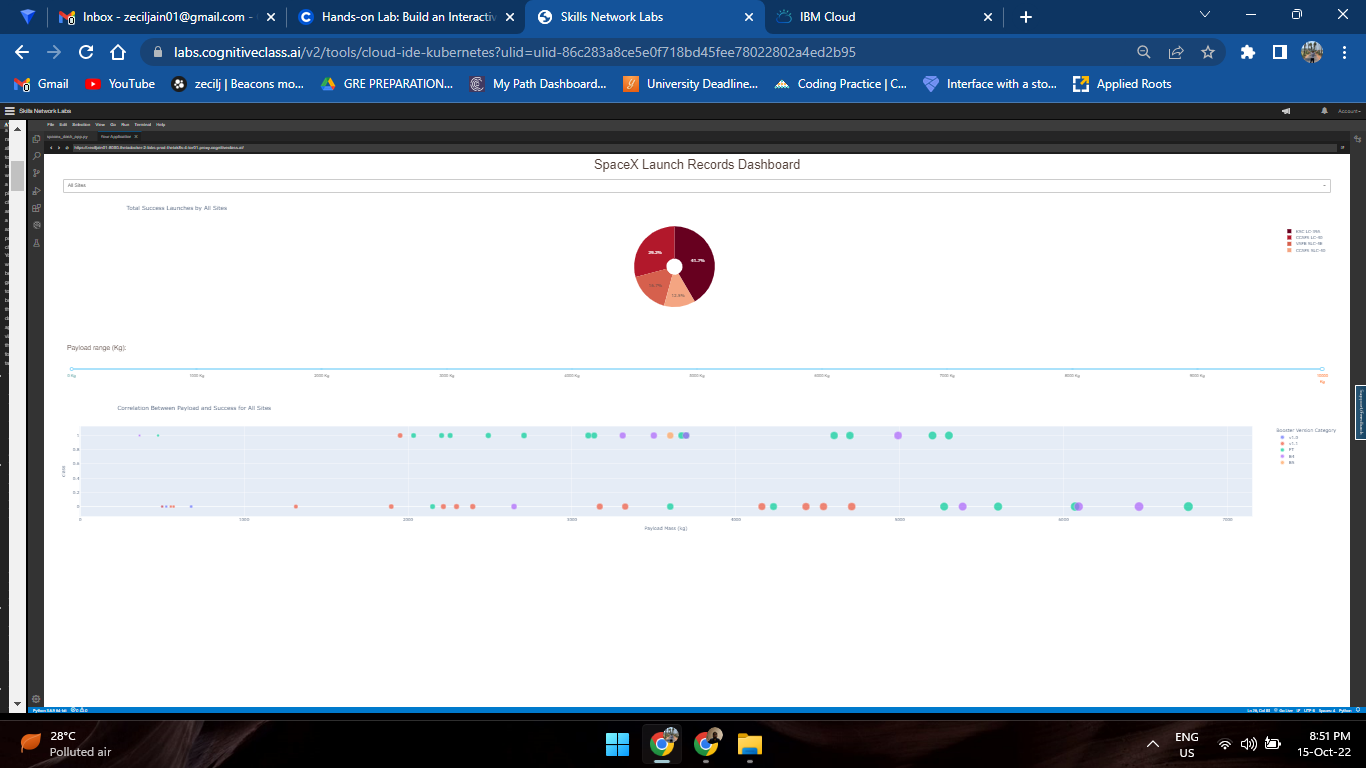 Inbox - zeciljain01@gmail.com -
Hands-on Lab: Build an Interactiv
Skills Network Labs
IBM Cloud
labs.cognitiveclass.ai/v2/tools/cloud-ide-kubernetes?ulid=ulid-86c283a8ce5e0f718bd45fee78022802a4ed2b95
Gmail
YouTube
zecilj | Beacons mo...
GRE PREPARATION...
My Path Dashboard...
University Deadline...
Coding Practice | C...
Interface with a sto...
Applied Roots
Skills Network Labs
Account
File Edit Selection View Go Run Terminal Help
spacex_dash_app.py
Your Application
SpaceX Launch Records Dashboard
All Sites
Total Success Launches by All Sites
KSC LC-39A
CCAFS LC-40
VAFB SLC-4E
CCAFS SLC-40
41.7%
12.5%
Payload range (Kg):
0 Kg 1000 Kg 2000 Kg 3000 Kg 4000 Kg 5000 Kg 6000 Kg 7000 Kg 8000 Kg 9000 Kg 10000 Kg
Correlation Between Payload and Success for All Sites
Booster Version Category
v1.0
v1.1
FT
B4
B5
1
0.8
0.6
0.4
0.2
0
class
0 1000 2000 3000 4000 5000 6000 7000
Payload Mass (kg)
Support/Feedback
28°C
Polluted air
ENG
US
8:51 PM
15-Oct-22